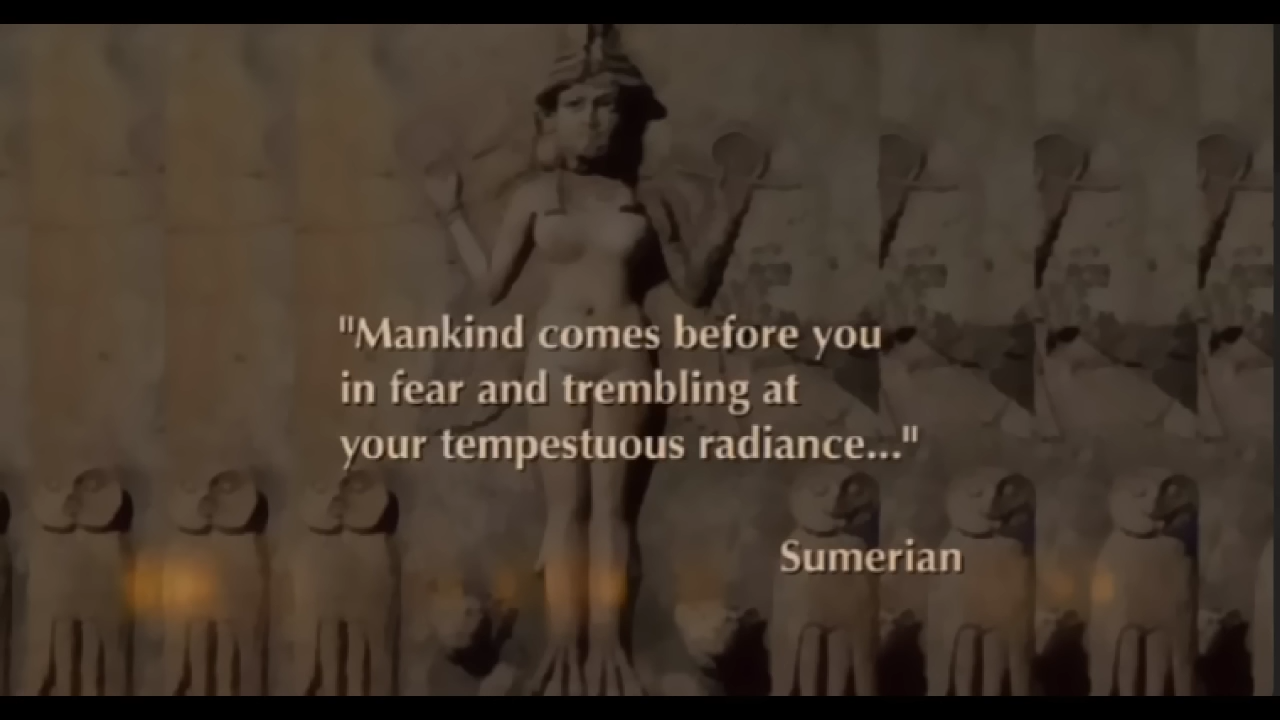 "Mankind comes before you
in fear and trembling at
your tempestuous radiance..."
Sumerian